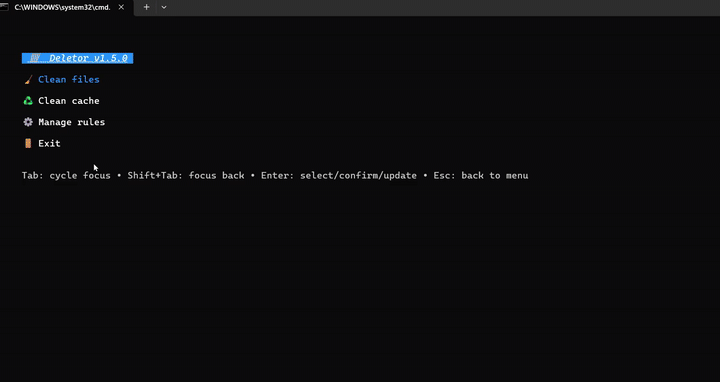 C:\WINDOWS\system32\cmd.
Deletor v1.5.0
Clean files
Clean cache
Manage rules
Exit
Tab: cycle focus • Shift+Tab: focus back • Enter: select/confirm/update • Esc: back to menu